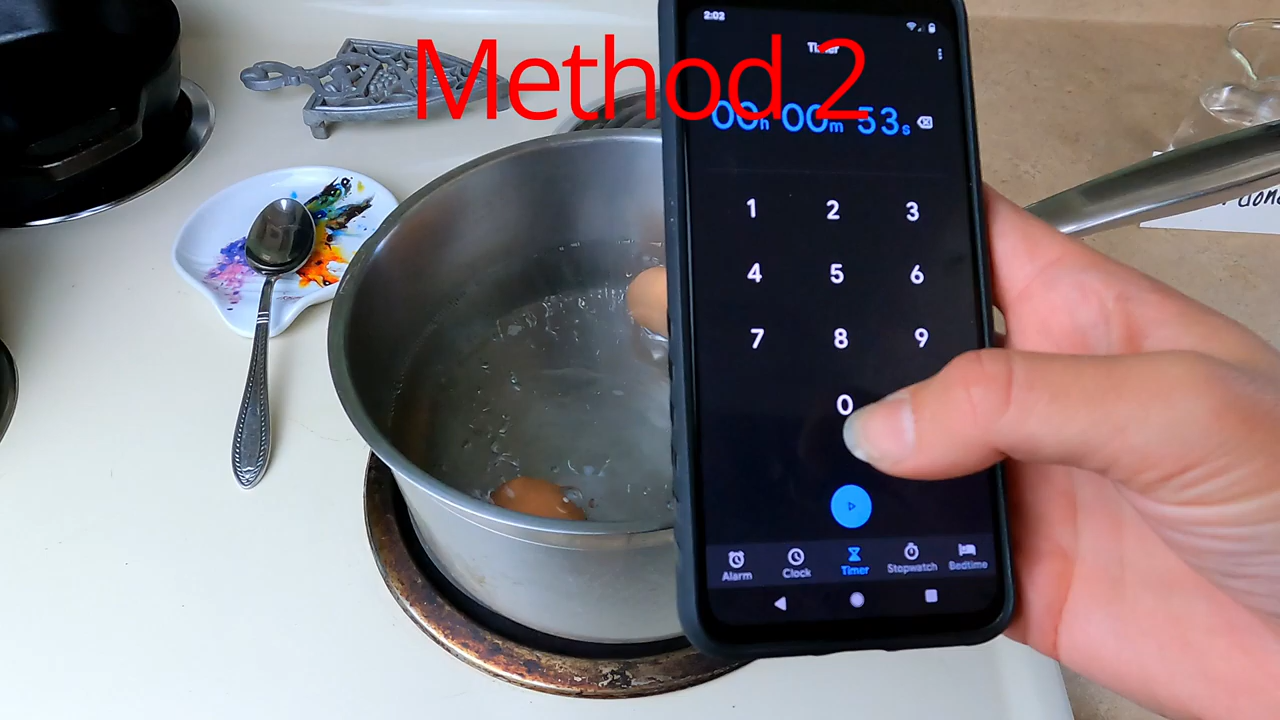 Method 2
2:02
Timer
00h 00m 53s
1 2 3
4 5 6
7 8 9
0
Alarm Clock Timer Stopwatch Bedtime